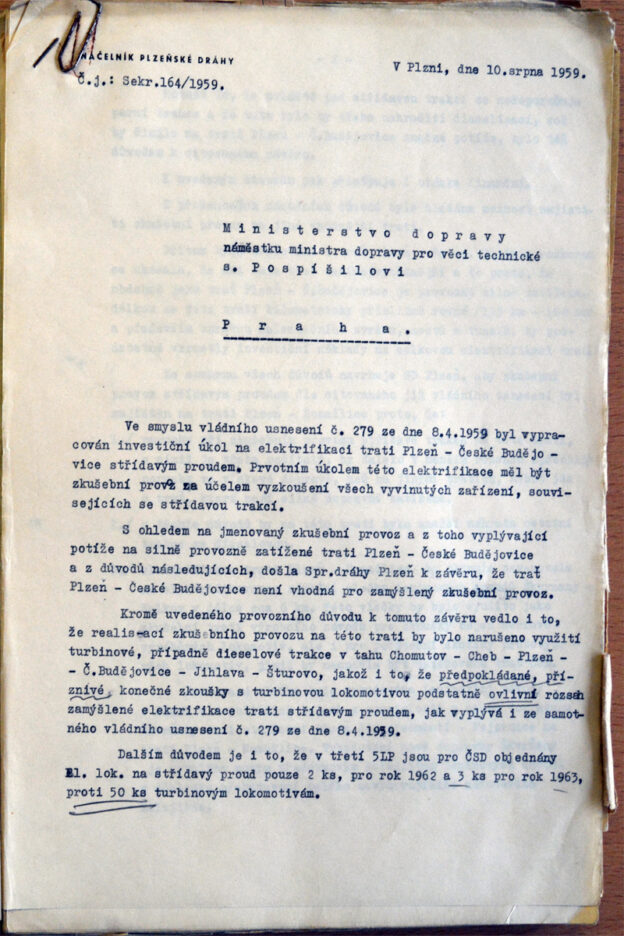 NÁČELNÍK PLZEŇSKÉ DRÁHY
Č.j.: Sekr.164/1959.
V Plzni, dne 10.srpna 1959.
M i n i s t e r s t v o d o p r a v y
náměstku ministra dopravy pro věci technické
s. P o s p í š i l o v i
P r a h a .
Ve smyslu vládního usnesení č. 279 ze dne 8.4.1959 byl vypra-
cován investiční úkol na elektrifikaci trati Plzeň - České Budějo-
vice střídavým proudem. Prvotním úkolem této elektrifikace měl být
zkušební provoz za účelem vyzkoušení všech vyvinutých zařízení, souvi-
sejících se střídavou trakcí.
S ohledem na jmenovaný zkušební provoz a z toho vyplývající
potíže na silně provozně zatížené trati Plzeň - České Budějovice
a z důvodů následujících, došla Spr.dráhy Plzeň k závěru, že trať
Plzeň - České Budějovice není vhodná pro zamýšlený zkušební provoz.
Kromě uvedeného provozního důvodu k tomuto závěru vedlo i to,
že realisací zkušebního provozu na této trati by bylo narušeno využití
turbinové, případně dieselové trakce v tahu Chomutov - Cheb - Plzeň -
- Č.Budějovice - Jihlava - Šturovo, jakož i to, že předpokládané, pří-
znivé, konečné zkoušky s turbinovou lokomotivou podstatně ovlivní rozsah
zamýšlené elektrifikace trati střídavým proudem, jak vyplývá i ze samot-
ného vládního usnesení č. 279 ze dne 8.4.1959.
Dalším důvodem je i to, že v třetí 5LP jsou pro ČSD objednány
El. lok. na střídavý proud pouze 2 ks, pro rok 1962 a 3 ks pro rok 1963,
proti 50 ks turbinovým lokomotivám.